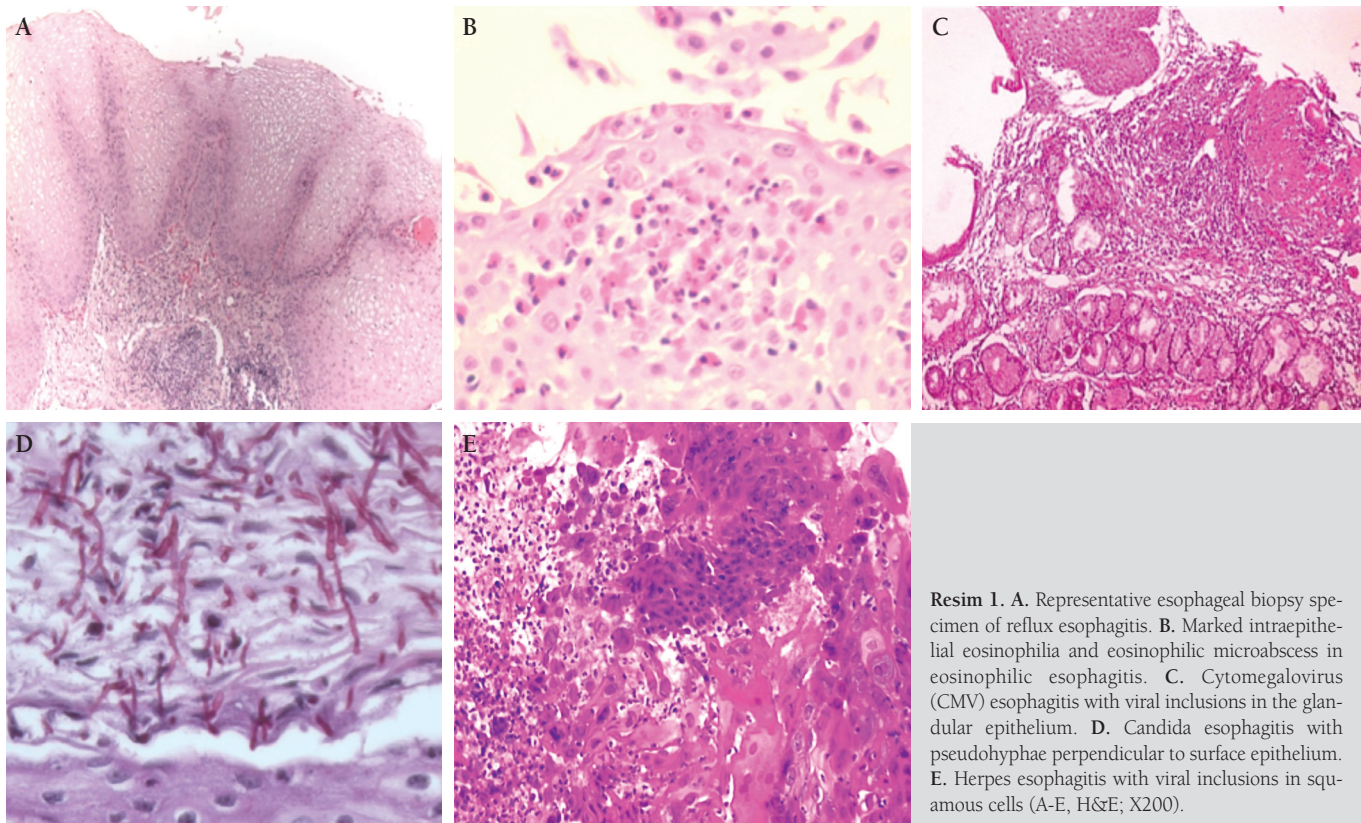 A
B
C
D
E
Resim 1. A. Representative esophageal biopsy spe-
cimen of reflux esophagitis. B. Marked intraepithe-
lial eosinophilia and eosinophilic microabscess in
eosinophilic esophagitis. C. Cytomegalovirus
(CMV) esophagitis with viral inclusions in the glan-
dular epithelium. D. Candida esophagitis with
pseudohyphae perpendicular to surface epithelium.
E. Herpes esophagitis with viral inclusions in squ-
amous cells (A-E, H&E; X200).